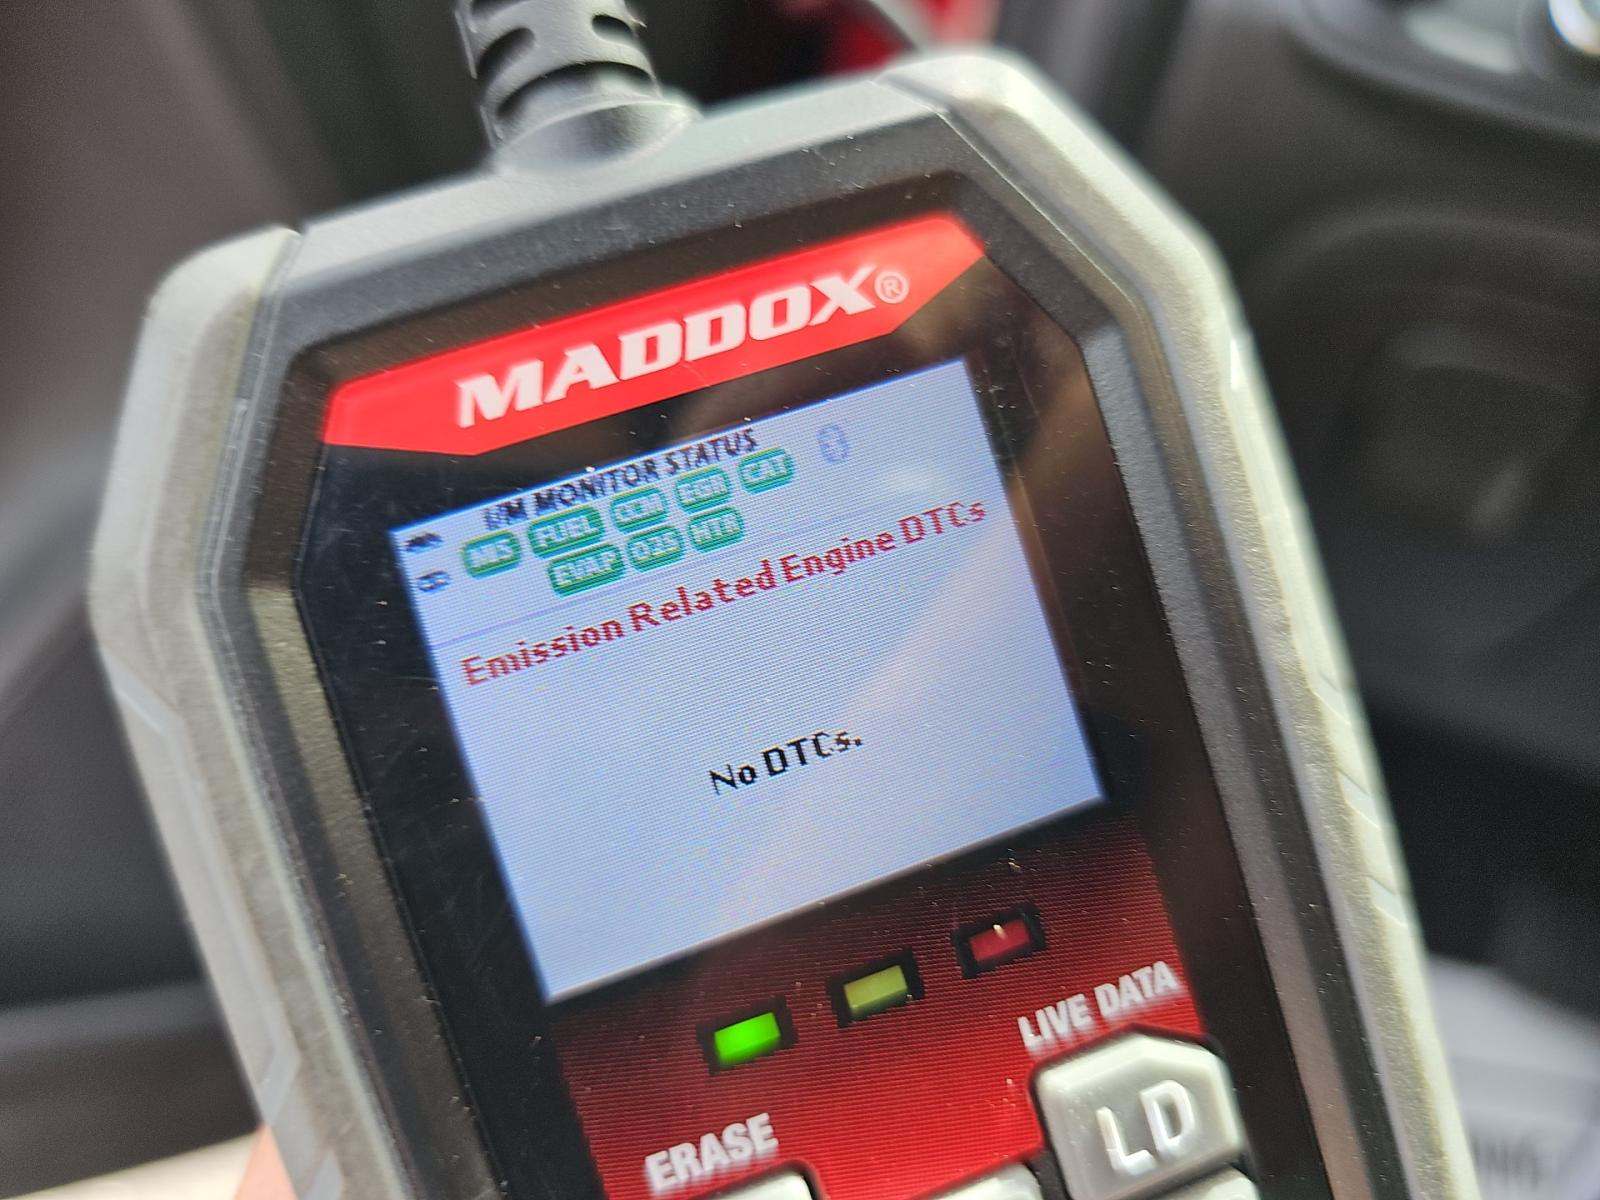 MADDOX®
I/M MONITOR STATUS
MIS FUEL CCM EGR CAT
EVAP O2S HTR
Emission Related Engine DTCs
No DTCs.
LIVE DATA
ERASE
LD